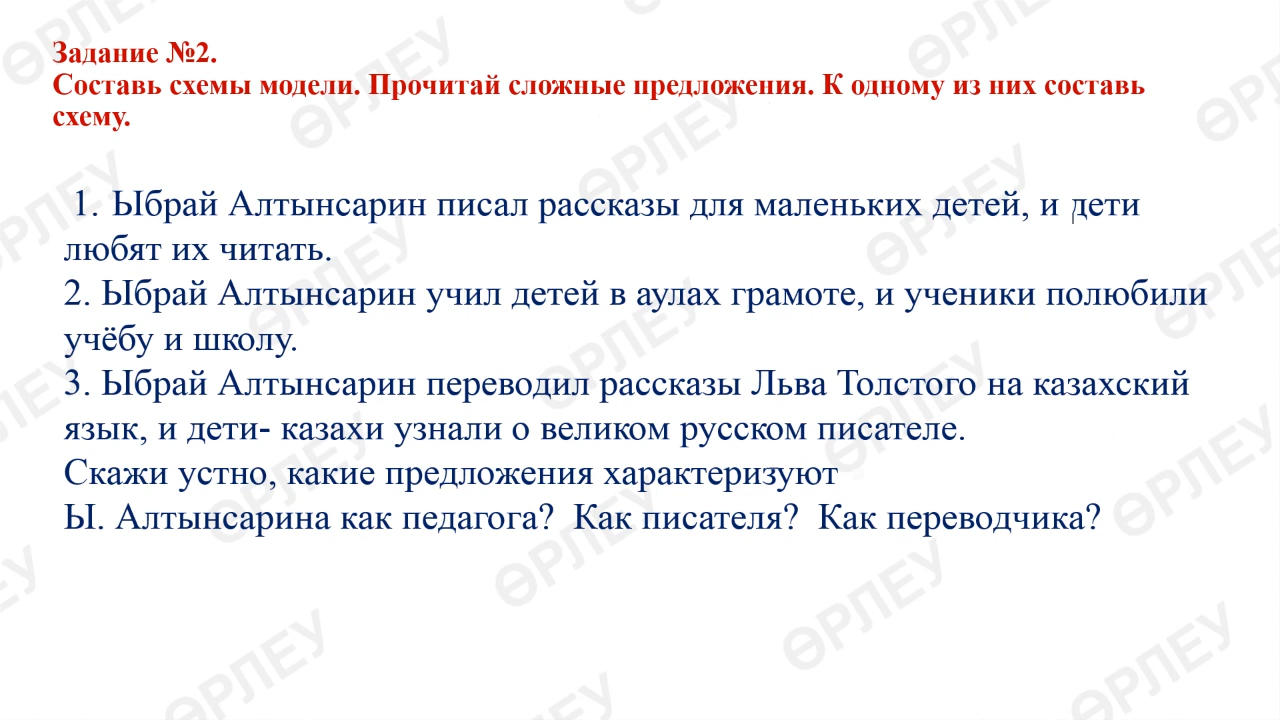 Задание №2.
Составь схемы модели. Прочитай сложные предложения. К одному из них составь
схему.
1. Ыбрай Алтынсарин писал рассказы для маленьких детей, и дети
любят их читать.
2. Ыбрай Алтынсарин учил детей в аулах грамоте, и ученики полюбили
учёбу и школу.
3. Ыбрай Алтынсарин переводил рассказы Льва Толстого на казахский
язык, и дети- казахи узнали о великом русском писателе.
Скажи устно, какие предложения характеризуют
Ы. Алтынсарина как педагога?  Как писателя?  Как переводчика?
ӨРЛЕУ